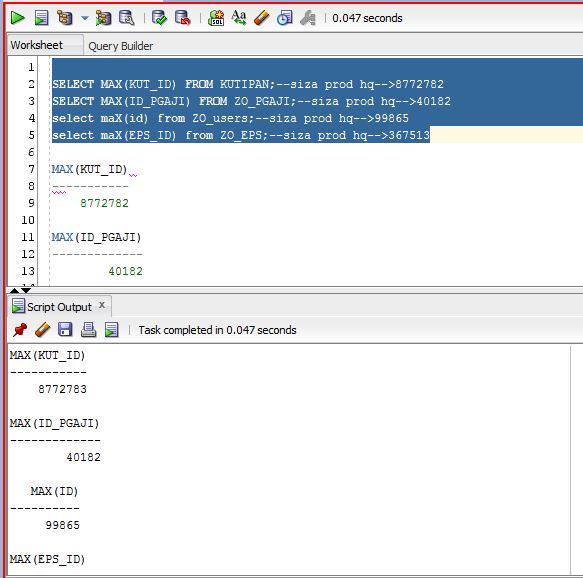 0.047 seconds
Worksheet Query Builder
1
2 SELECT MAX(KUT_ID) FROM KUTIPAN;--siza prod hq-->8772782
3 SELECT MAX(ID_PGAJI) FROM ZO_PGAJI;--siza prod hq-->40182
4 select maX(id) from ZO_users;--siza prod hq-->99865
5 select maX(EPS_ID) from ZO_EPS;--siza prod hq-->367513
6
7 MAX(KUT_ID)
8 -----------
9 8772782
10
11 MAX(ID_PGAJI)
12 -------------
13 40182
Script Output x
Task completed in 0.047 seconds
MAX(KUT_ID)
-----------
8772783
MAX(ID_PGAJI)
-------------
40182
MAX(ID)
----------
99865
MAX(EPS_ID)